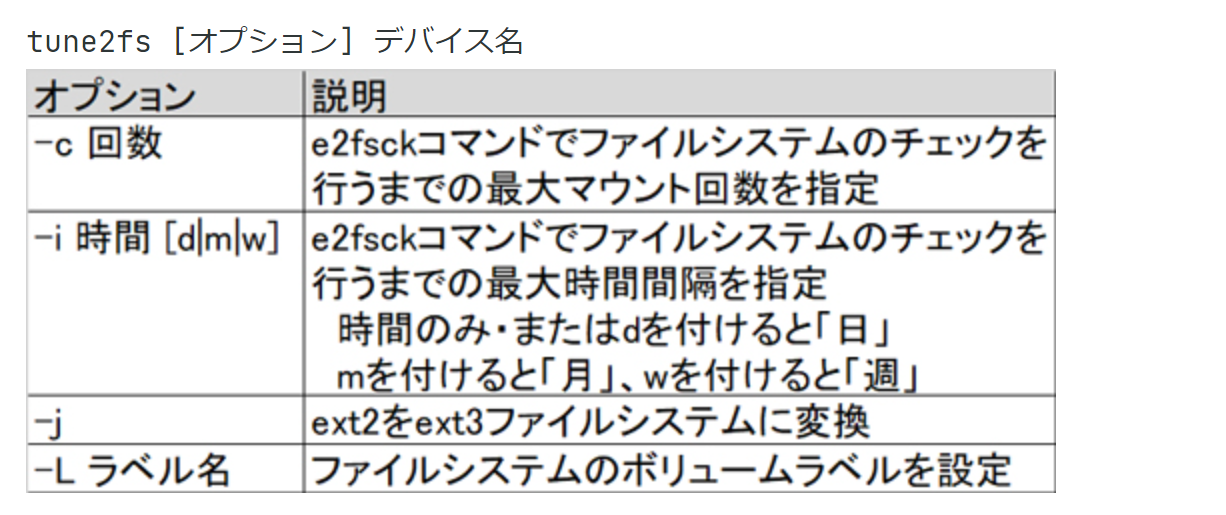 tune2fs [オプション] デバイス名
オプション 説明
-c 回数 e2fsckコマンドでファイルシステムのチェックを
行うまでの最大マウント回数を指定
-i 時間 [d|m|w] e2fsckコマンドでファイルシステムのチェックを
行うまでの最大時間間隔を指定
時間のみ・またはdを付けると「日」
mを付けると「月」、wを付けると「週」
-j ext2をext3ファイルシステムに変換
-L ラベル名 ファイルシステムのボリュームラベルを設定